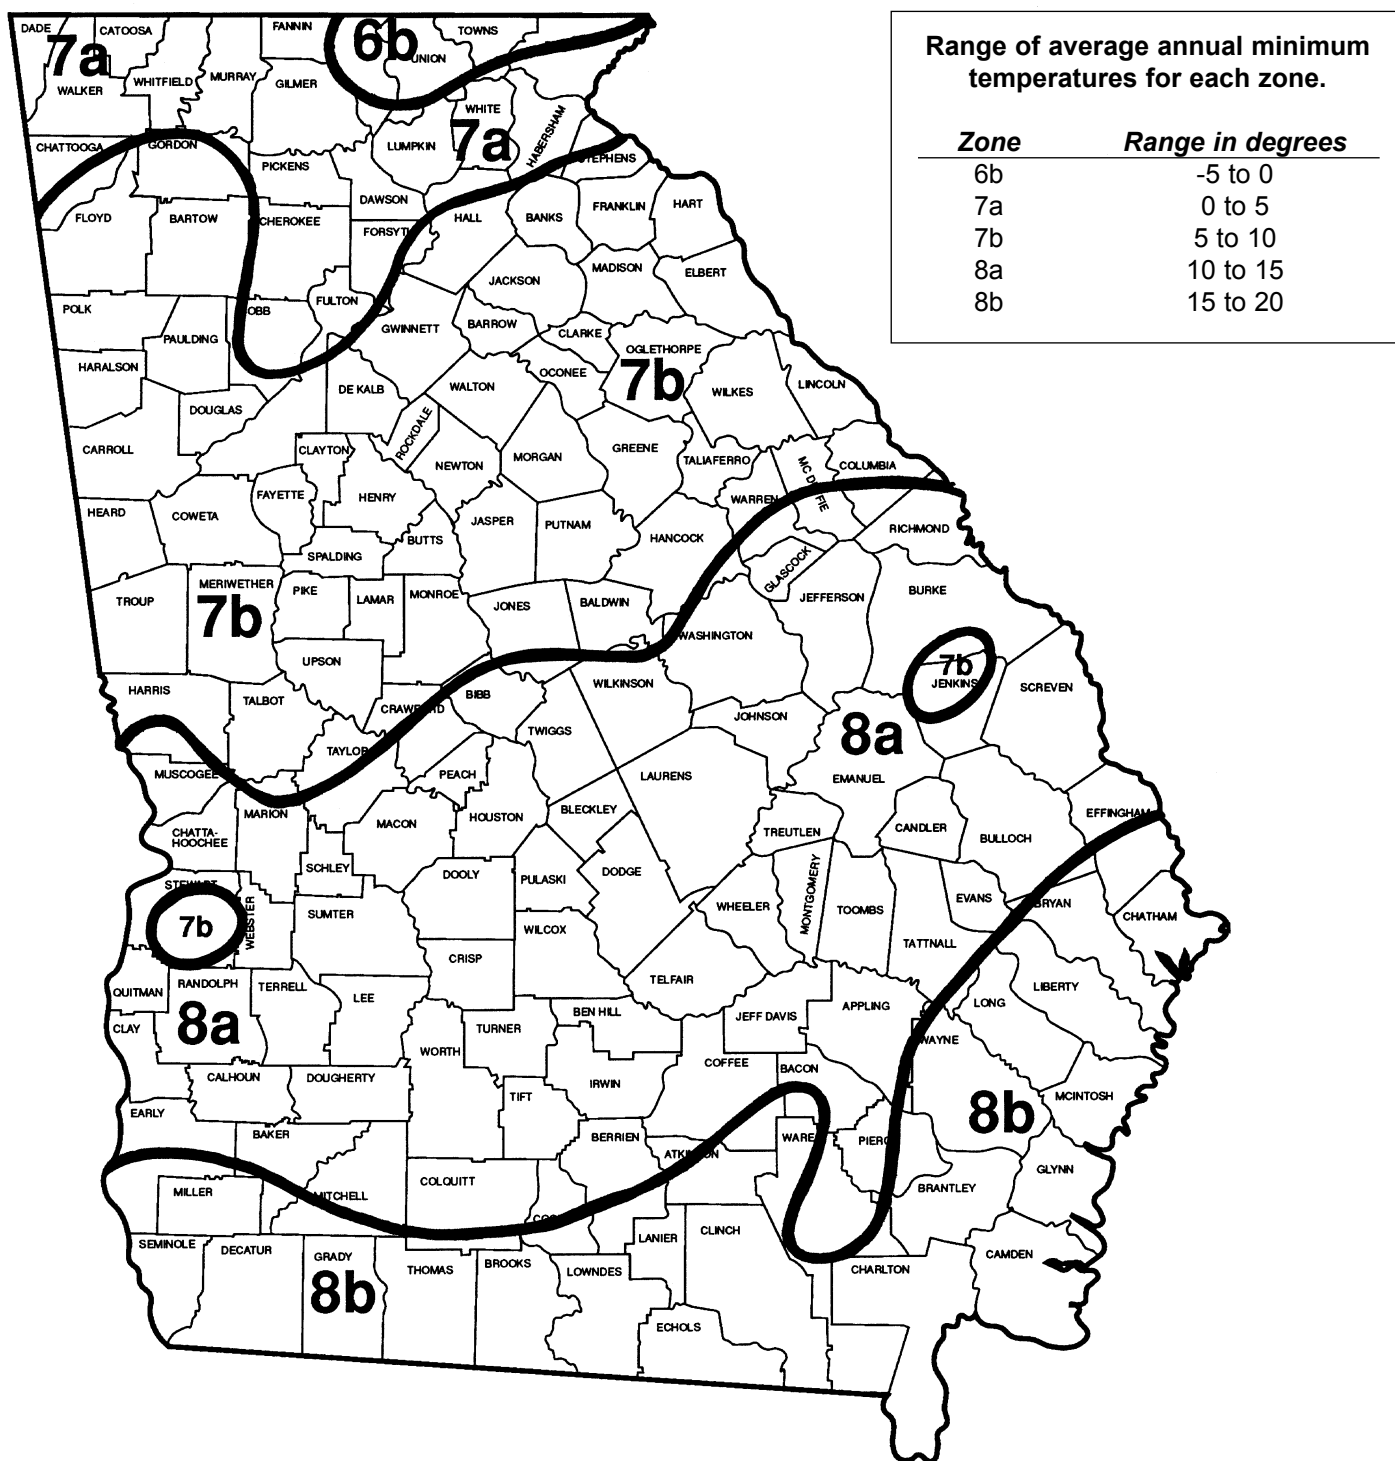 Range of average annual minimum
temperatures for each zone.
Zone Range in degrees
6b -5 to 0
7a 0 to 5
7b 5 to 10
8a 10 to 15
8b 15 to 20
DADE
CATOOSA
FANNIN
6b
TOWNS
UNION
7a
WALKER
WHITFIELD
MURRAY
GILMER
WHITE
7a
HABERSHAM
LUMPKIN
CHATTOOGA
GORDON
PICKENS
STEPHENS
DAWSON
FLOYD
BARTOW
CHEROKEE
FORSYTH
HALL
BANKS
FRANKLIN
HART
MADISON
ELBERT
JACKSON
POLK
PAULDING
OBB
FULTON
GWINNETT
BARROW
CLARKE
OGLETHORPE
7b
HARALSON
DOUGLAS
DE KALB
WALTON
OCONEE
WILKES
LINCOLN
CARROLL
CLAYTON
ROCKDALE
NEWTON
MORGAN
GREENE
TALIAFERRO
MC DUFFIE
COLUMBIA
WARREN
HEARD
COWETA
FAYETTE
HENRY
JASPER
PUTNAM
HANCOCK
RICHMOND
SPALDING
BUTTS
GLASCOCK
TROUP
MERIWETHER
7b
PIKE
LAMAR
MONROE
JONES
BALDWIN
JEFFERSON
BURKE
WASHINGTON
UPSON
HARRIS
TALBOT
CRAWFORD
BIBB
WILKINSON
7b
JENKINS
SCREVEN
TAYLOR
TWIGGS
JOHNSON
8a
EMANUEL
MUSCOGEE
PEACH
LAURENS
MARION
MACON
HOUSTON
BLECKLEY
TREUTLEN
CANDLER
BULLOCH
EFFINGHAM
CHATTA-
HOOCHEE
SCHLEY
DOOLY
PULASKI
DODGE
MONTGOMERY
STEWART
7b
WEBSTER
SUMTER
WILCOX
WHEELER
TOOMBS
EVANS
BRYAN
CHATHAM
TATTNALL
CRISP
TELFAIR
QUITMAN
RANDOLPH
8a
TERRELL
LEE
LIBERTY
LONG
APPLING
JEFF DAVIS
BEN HILL
TURNER
CLAY
WORTH
WAYNE
8b
CALHOUN
DOUGHERTY
TIFT
IRWIN
COFFEE
BACON
MCINTOSH
EARLY
BAKER
BERRIEN
ATKINSON
WARE
PIERCE
GLYNN
MILLER
MITCHELL
COLQUITT
BRANTLEY
SEMINOLE
DECATUR
GRADY
8b
THOMAS
BROOKS
LOWNDES
LANIER
CLINCH
CHARLTON
CAMDEN
ECHOLS